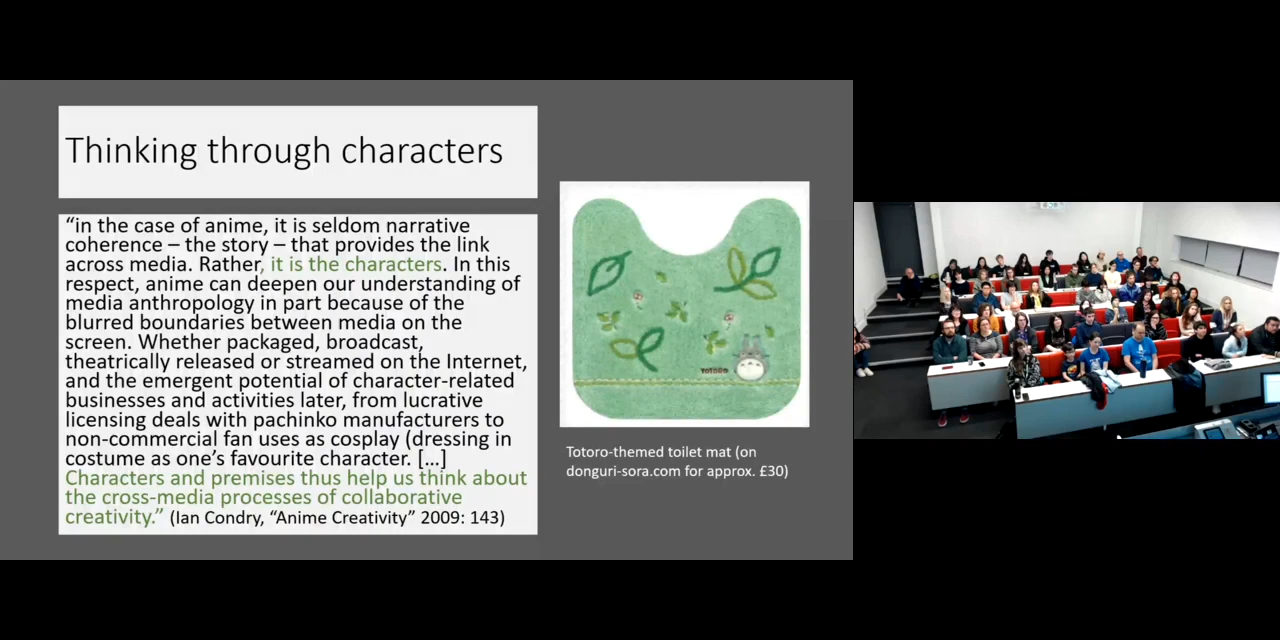 Thinking through characters
“in the case of anime, it is seldom narrative
coherence – the story – that provides the link
across media. Rather, it is the characters. In this
respect, anime can deepen our understanding of
media anthropology in part because of the
blurred boundaries between media on the
screen. Whether packaged, broadcast,
theatrically released or streamed on the Internet,
and the emergent potential of character-related
businesses and activities later, from lucrative
licensing deals with pachinko manufacturers to
non-commercial fan uses as cosplay (dressing in
costume as one’s favourite character. […]
Characters and premises thus help us think about
the cross-media processes of collaborative
creativity.” (Ian Condry, “Anime Creativity” 2009: 143)
TOTORO
Totoro-themed toilet mat (on
donguri-sora.com for approx. £30)